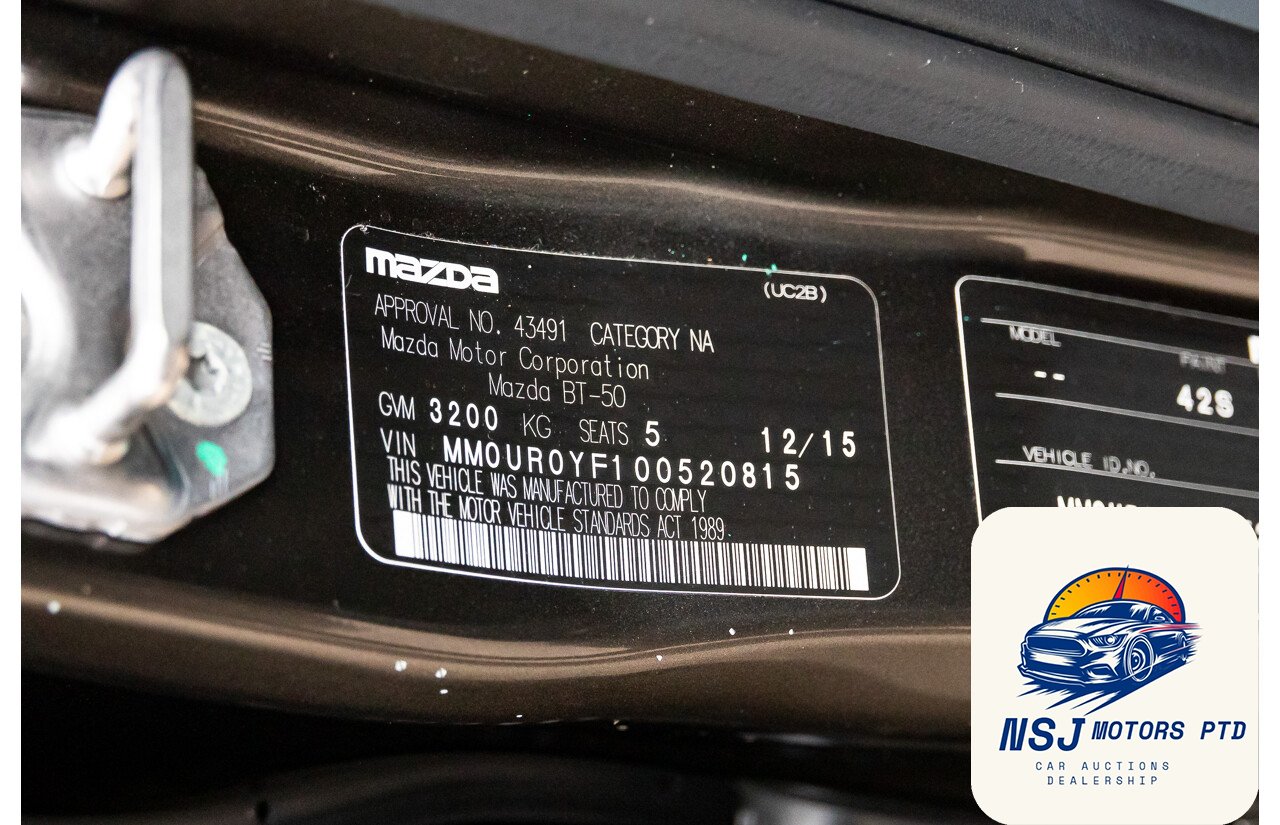 mazda
(UC2B)
APPROVAL NO. 43491 CATEGORY NA
Mazda Motor Corporation
Mazda BT-50
GVM 3200 KG SEATS 5 12/15
VIN MM0UR0YF100520815
THIS VEHICLE WAS MANUFACTURED TO COMPLY
WITH THE MOTOR VEHICLE STANDARDS ACT 1989
MODEL
--
PAINT
42S
VEHICLE ID.NO.
NSJ MOTORS PTD
CAR AUCTIONS
DEALERSHIP